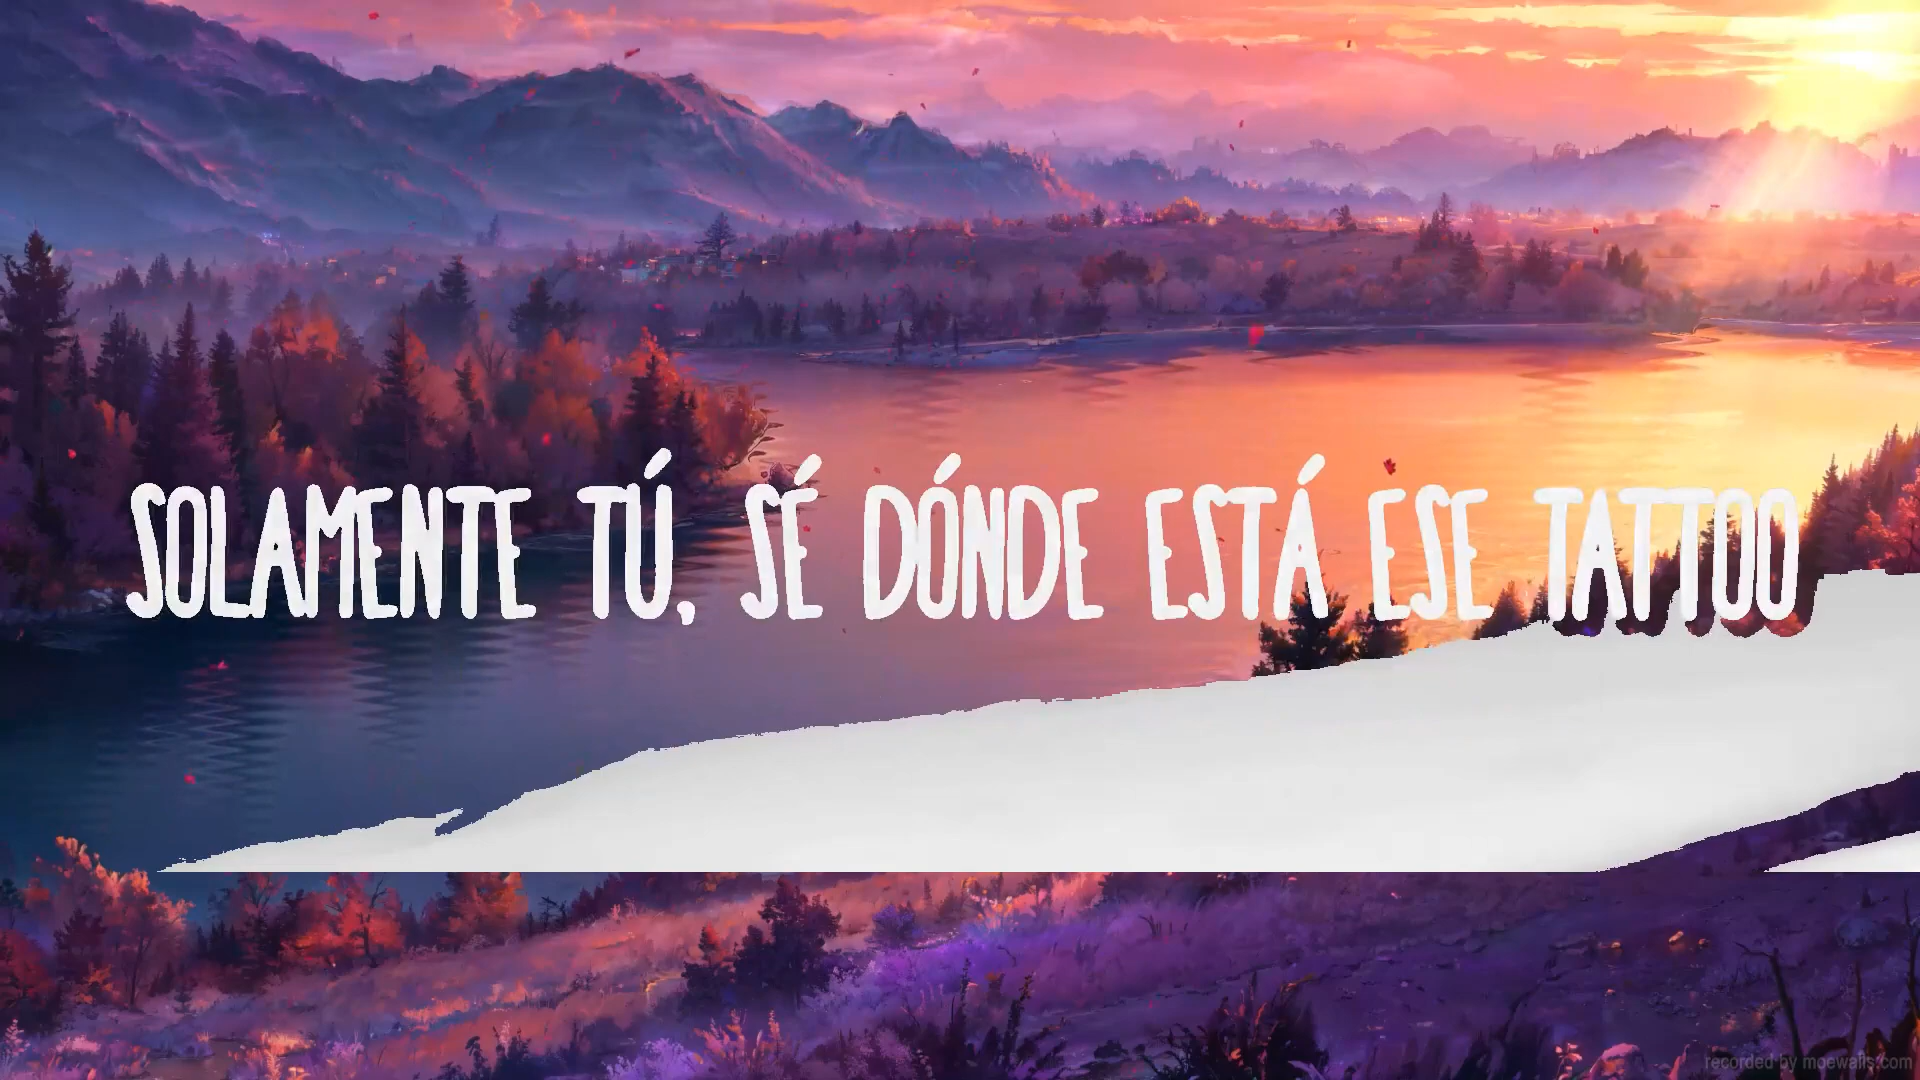 SOLAMENTE TÚ, SÉ DÓNDE ESTÁ ESE TATTOO
recorded by moewalls.com